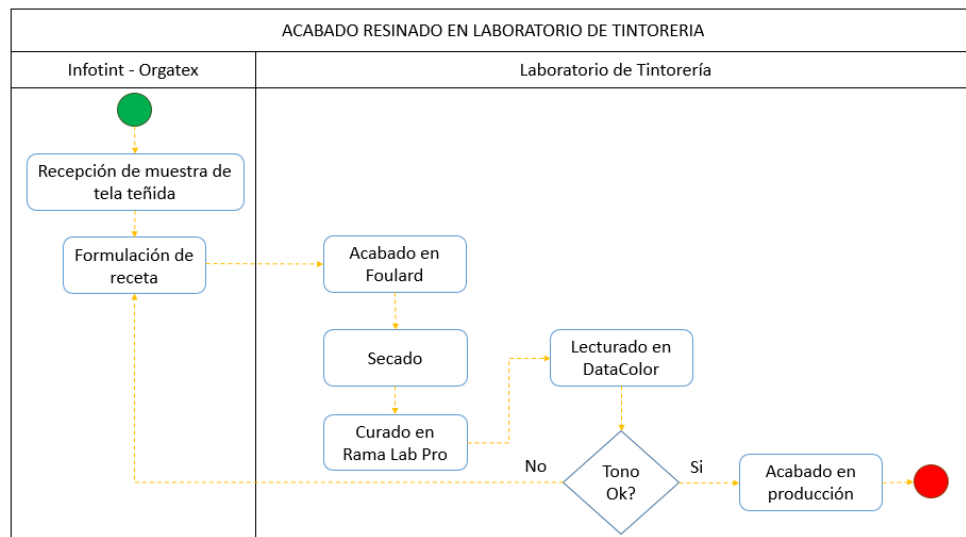 ACABADO RESINADO EN LABORATORIO DE TINTORERIA
Infotint - Orgatex
Laboratorio de Tintorería
Recepción de muestra de
tela teñida
Formulación de
receta
Acabado en
Foulard
Secado
Curado en
Rama Lab Pro
Lecturado en
DataColor
Tono
Ok?
No
Si
Acabado en
producción